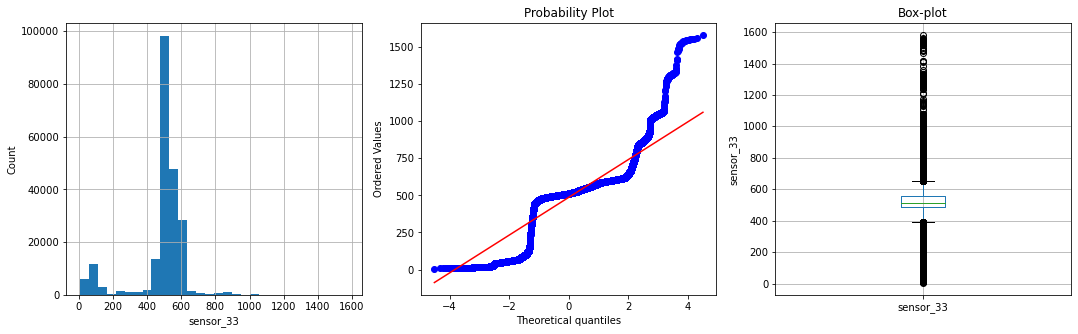 100000
80000
60000
40000
20000
0
Count
0 200 400 600 800 1000 1200 1400 1600
sensor_33
Probability Plot
1500
1250
1000
750
500
250
0
Ordered Values
−4 −2 0 2 4
Theoretical quantiles
Box-plot
1600
1400
1200
1000
800
600
400
200
0
sensor_33
sensor_33